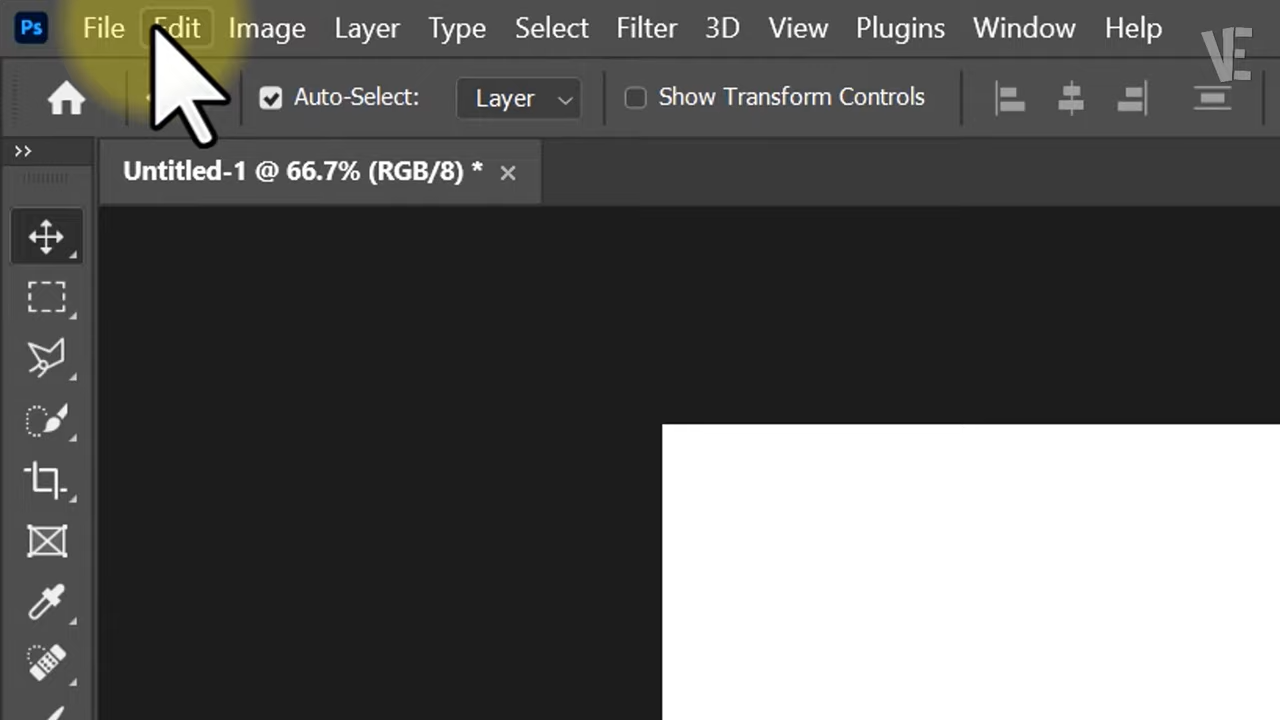 Ps File Edit Image Layer Type Select Filter 3D View Plugins Window Help
VE
Auto-Select: Layer Show Transform Controls
Untitled-1 @ 66.7% (RGB/8) * ×